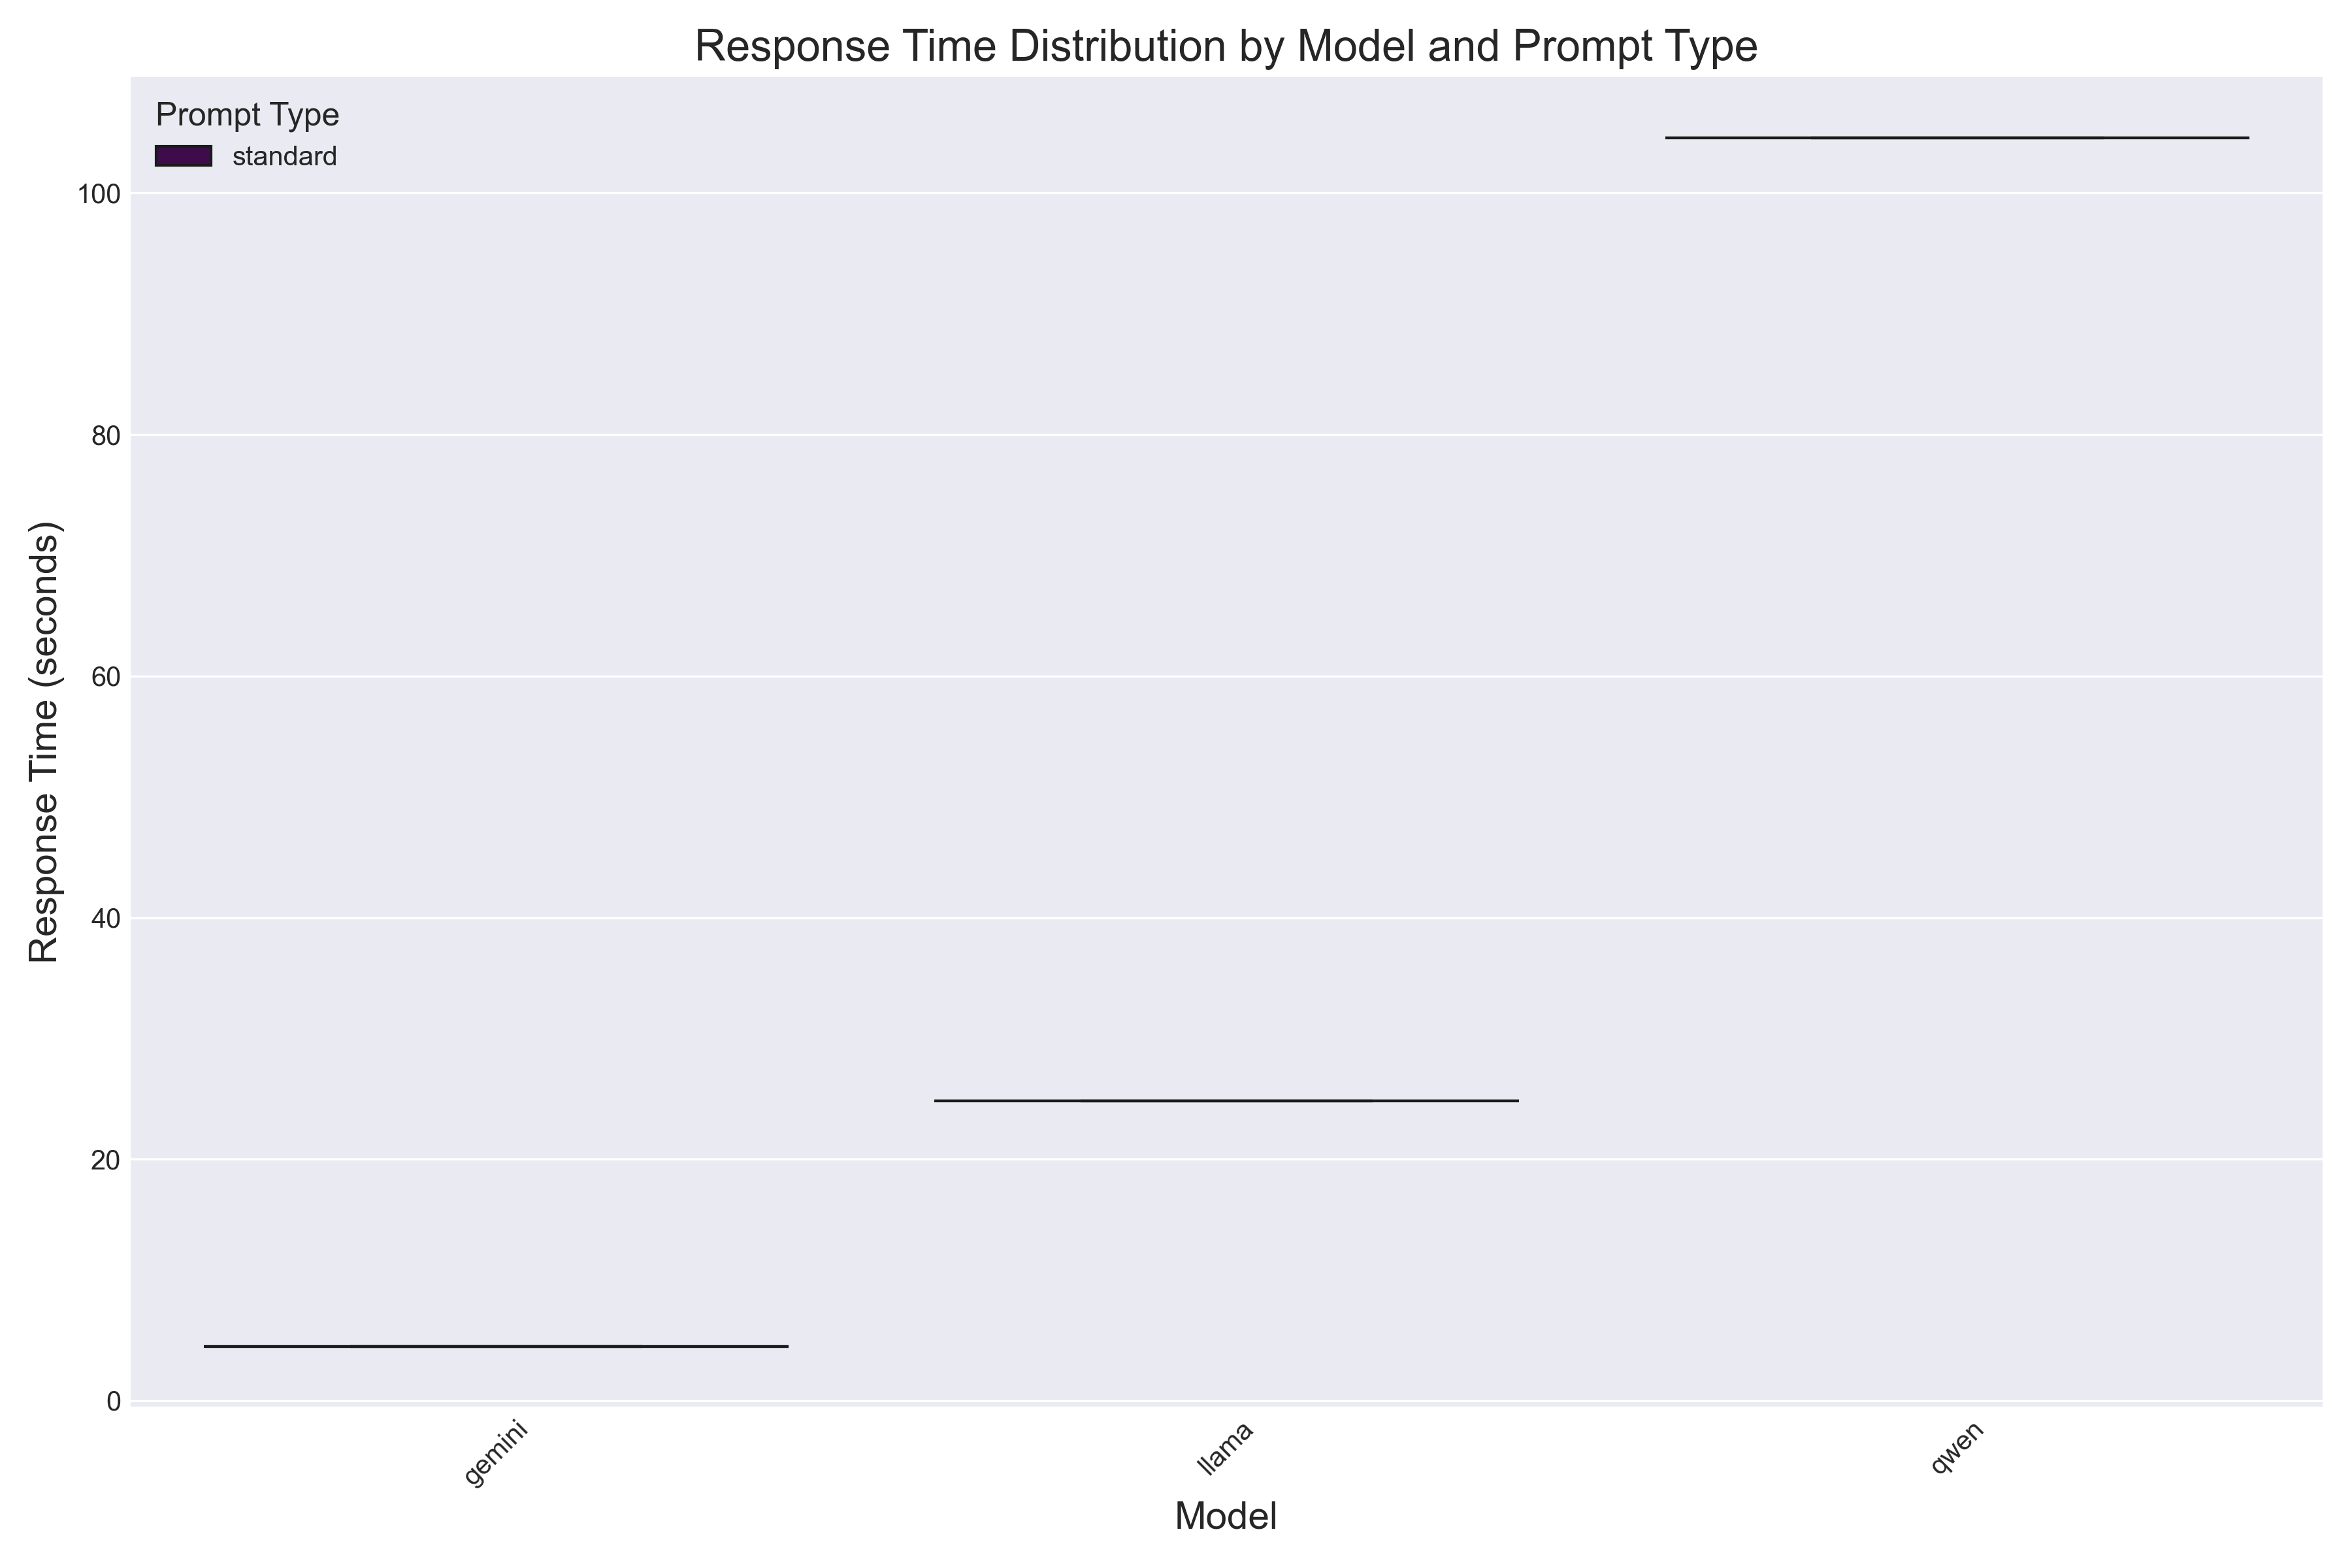 Response Time Distribution by Model and Prompt Type
Prompt Type
standard
Response Time (seconds)
100
80
60
40
20
0
gemini
llama
qwen
Model